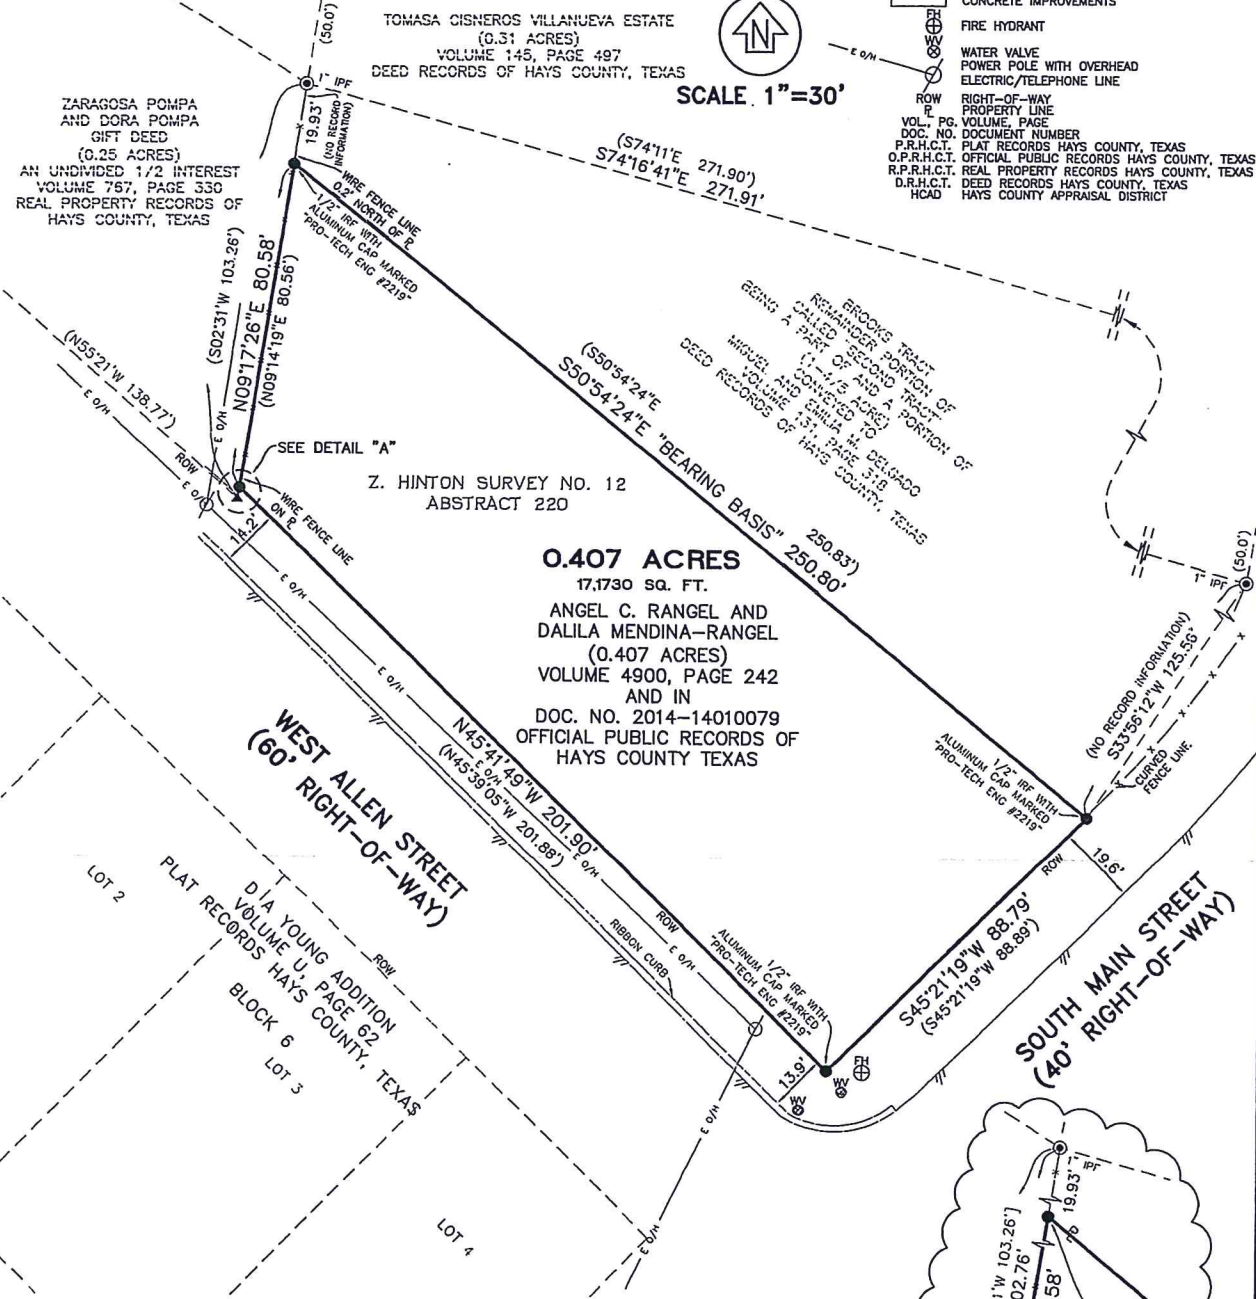 TOMASA CISNEROS VILLANUEVA ESTATE
(0.31 ACRES)
VOLUME 145, PAGE 497
DEED RECORDS OF HAYS COUNTY, TEXAS
(50.0')
1" IPF
19.93'
(NO RECORD
INFORMATION)
N
SCALE 1"=30'
CONCRETE IMPROVEMENTS
FH
FIRE HYDRANT
WV
WATER VALVE
E O/H
POWER POLE WITH OVERHEAD
ELECTRIC/TELEPHONE LINE
ROW RIGHT-OF-WAY
PROPERTY LINE
VOL., PG. VOLUME, PAGE
DOC. NO. DOCUMENT NUMBER
P.R.H.C.T. PLAT RECORDS HAYS COUNTY, TEXAS
O.P.R.H.C.T. OFFICIAL PUBLIC RECORDS HAYS COUNTY, TEXAS
R.P.R.H.C.T. REAL PROPERTY RECORDS HAYS COUNTY, TEXAS
D.R.H.C.T. DEED RECORDS HAYS COUNTY, TEXAS
HCAD HAYS COUNTY APPRAISAL DISTRICT
ZARAGOSA POMPA
AND DORA POMPA
GIFT DEED
(0.25 ACRES)
AN UNDIVIDED 1/2 INTEREST
VOLUME 767, PAGE 330
REAL PROPERTY RECORDS OF
HAYS COUNTY, TEXAS
(S74°11'E 271.90')
S74°16'41"E 271.91'
WIRE FENCE LINE
0.2' NORTH OF P̲L̲
1/2" IRF WITH
ALUMINUM CAP MARKED
"PRO-TECH ENG #2219"
(S02°31'W 103.26')
N09°17'26"E 80.58'
(N09°14'19"E 80.56')
(N55°21'W 138.77')
E O/H
E O/H
ROW
E O/H
SEE DETAIL "A"
WIRE FENCE LINE
ON P̲L̲
14.2'
Z. HINTON SURVEY NO. 12
ABSTRACT 220
BROOKS TRACT
REMAINDER PORTION OF
CALLED "SECOND TRACT"
BEING A PART OF AND A PORTION OF
(1-4/5 ACRE)
CONVEYED TO
MIGUEL AND EMILIA M. DELGADO
VOLUME 131, PAGE 318
DEED RECORDS OF HAYS COUNTY, TEXAS
(S50°54'24"E 250.83')
S50°54'24"E "BEARING BASIS" 250.80'
0.407 ACRES
17,1730 SQ. FT.
ANGEL C. RANGEL AND
DALILA MENDINA-RANGEL
(0.407 ACRES)
VOLUME 4900, PAGE 242
AND IN
DOC. NO. 2014-14010079
OFFICIAL PUBLIC RECORDS OF
HAYS COUNTY TEXAS
(50.0')
1" IPF
(NO RECORD INFORMATION)
S33°56'12"W 125.56'
CURVED
FENCE LINE.
1/2" IRF WITH
ALUMINUM CAP MARKED
"PRO-TECH ENG #2219"
E O/H
E O/H
N45°41'49"W 201.90'
E O/H
(N45°39'05"W 201.88')
E O/H
WEST ALLEN STREET
(60' RIGHT-OF-WAY)
ROW
19.6'
S45°21'19"W 88.79'
(S45°21'19"W 88.89')
SOUTH MAIN STREET
(40' RIGHT-OF-WAY)
ROW
E O/H
RIBBON CURB
1/2" IRF WITH
ALUMINUM CAP MARKED
"PRO-TECH ENG #2219"
13.9'
FH
WV
WV
LOT 2
D I A YOUNG ADDITION
VOLUME U, PAGE 62
PLAT RECORDS HAYS COUNTY, TEXAS
ROW
BLOCK 6
LOT 3
LOT 4
E O/H
E O/H
1" IPF
19.93'
1'W 103.26']
02.76'
58'